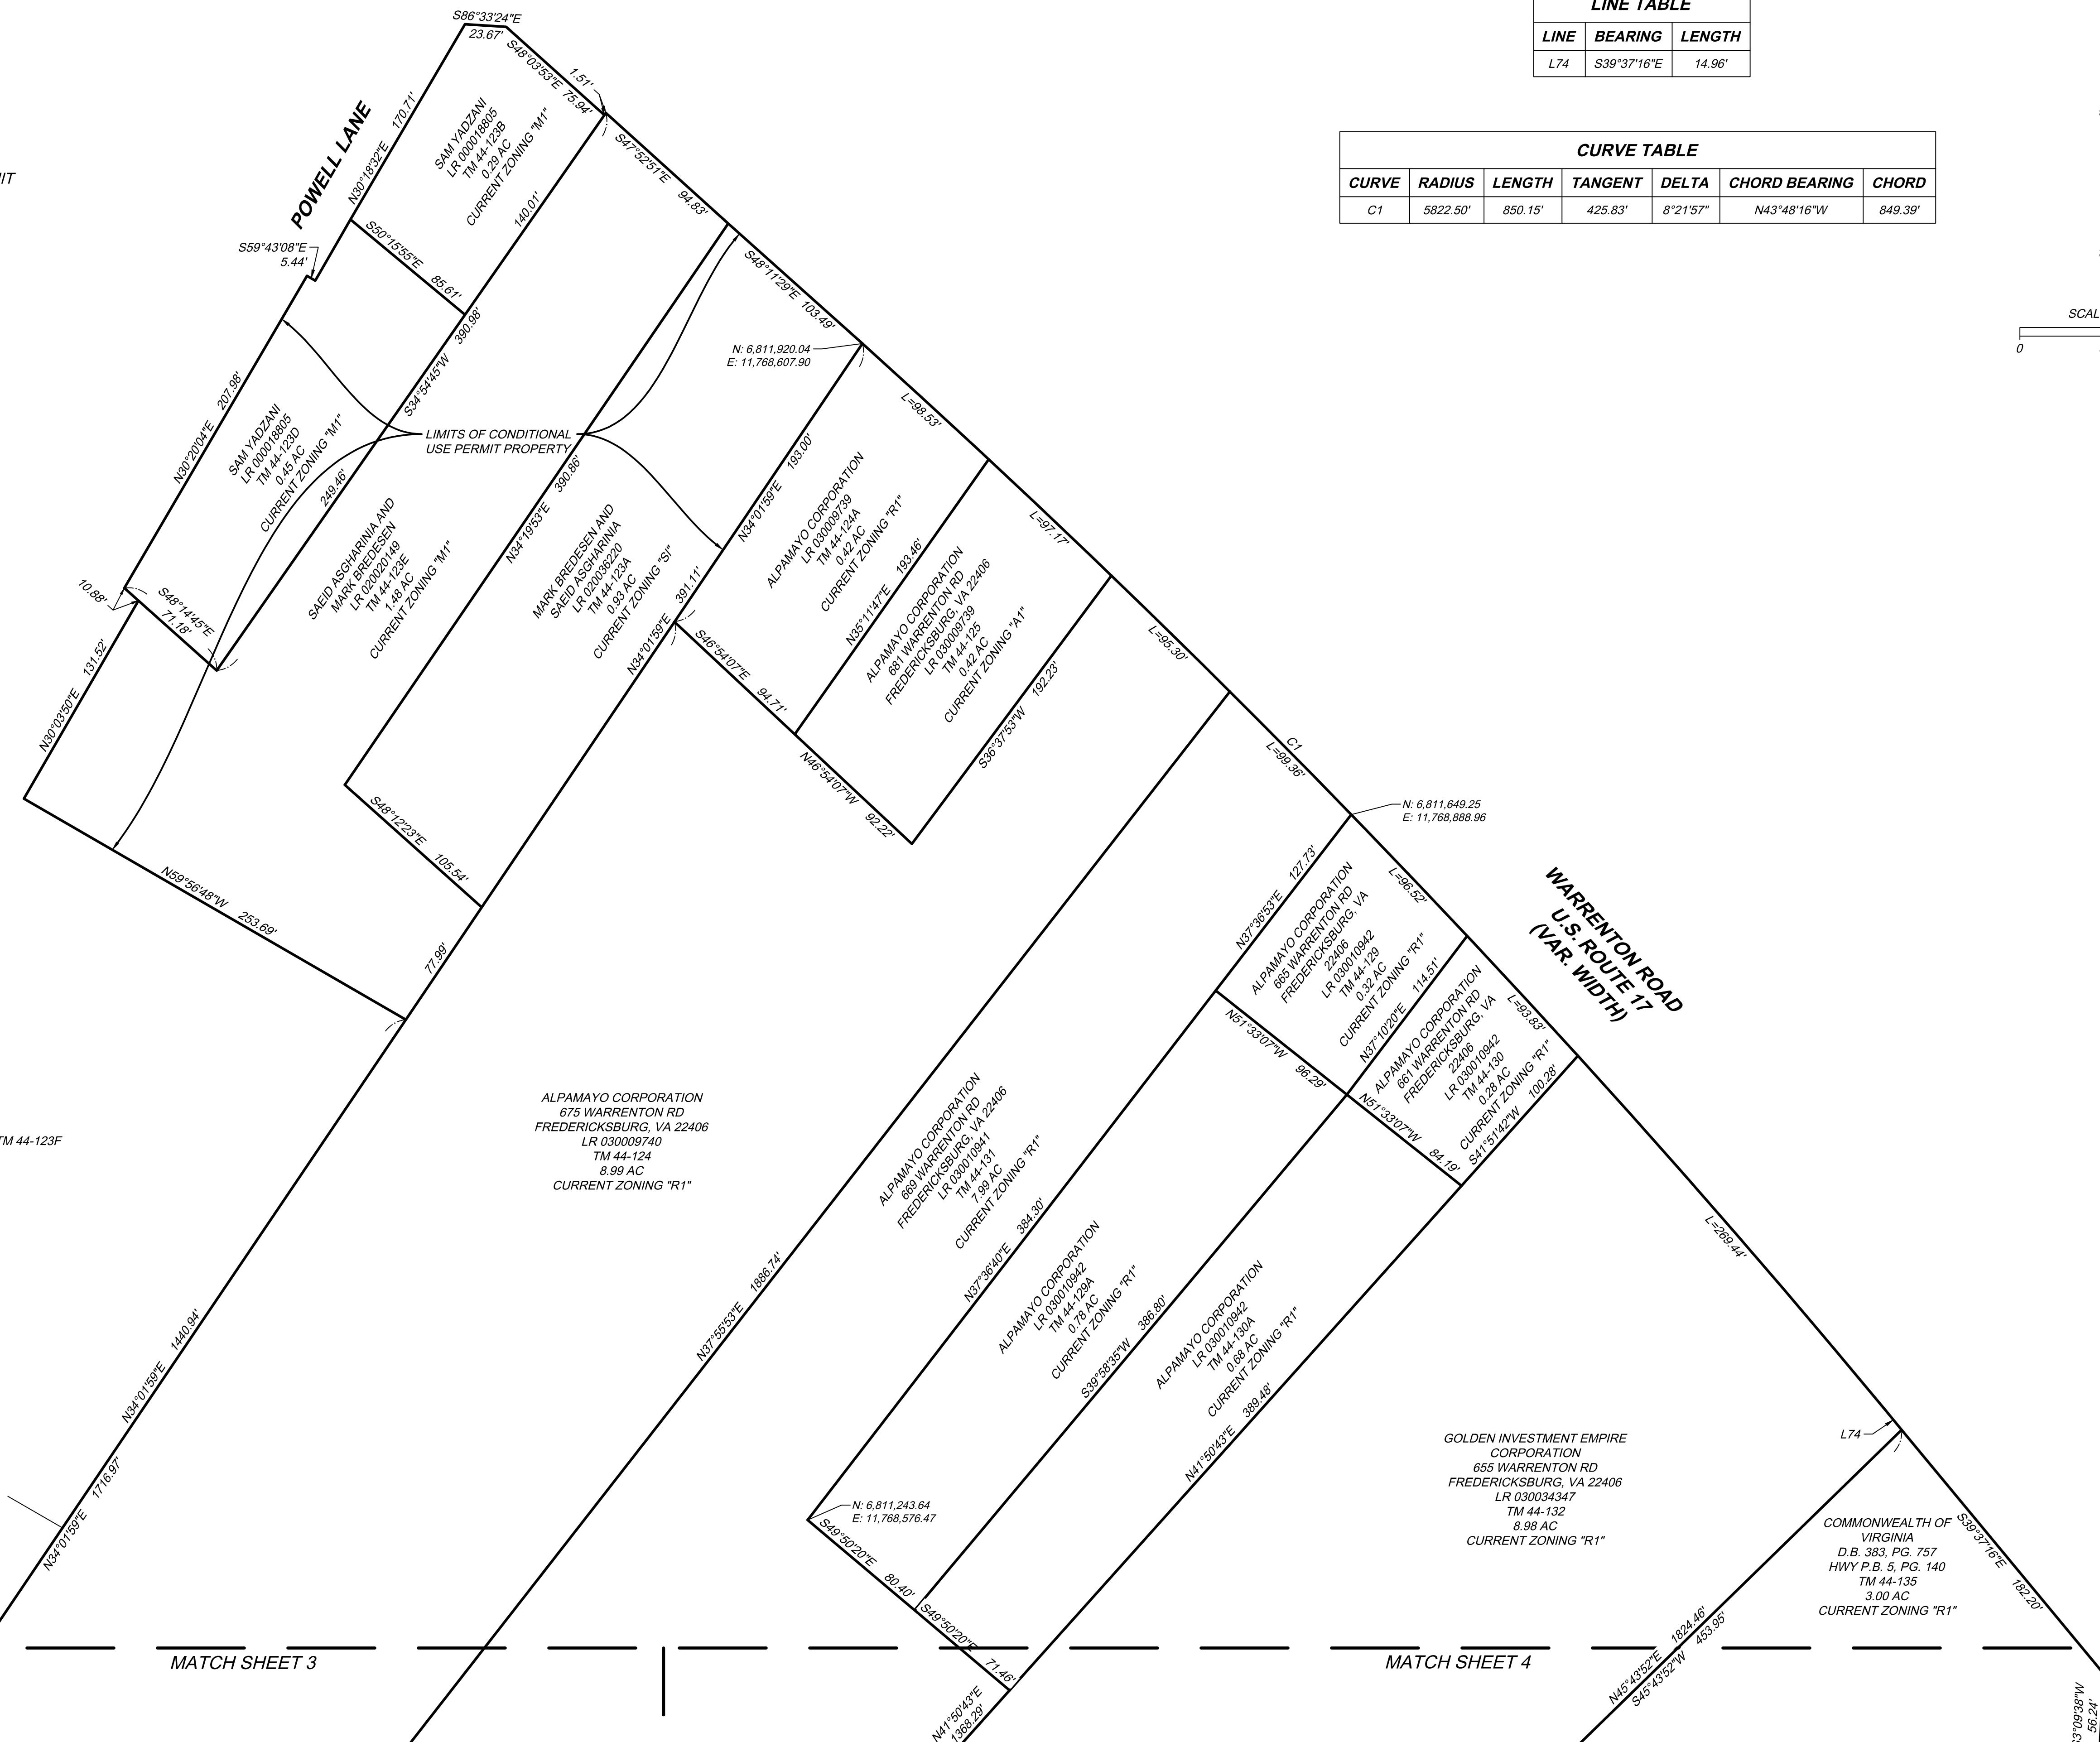 LINE TABLE
LINE BEARING LENGTH
L74 S39°37'16"E 14.96'
CURVE TABLE
CURVE RADIUS LENGTH TANGENT DELTA CHORD BEARING CHORD
C1 5822.50' 850.15' 425.83' 8°21'57" N43°48'16"W 849.39'
0
S86°33'24"E
23.67'
S48°03'53"E 75.94'
1.51'
POWELL LANE
N30°18'32"E 170.71'
SAM YADZANI
LR 000018805
TM 44-123B
0.29 AC
CURRENT ZONING "M1"
140.01'
S47°52'51"E 94.83'
S59°43'08"E
5.44'
S50°15'55"E 85.61'
S34°54'45"W 390.98'
S48°11'29"E 103.49'
N: 6,811,920.04
E: 11,768,607.90
N30°20'04"E 207.98'
SAM YADZANI
LR 000018805
TM 44-123D
0.45 AC
CURRENT ZONING "M1"
249.46'
LIMITS OF CONDITIONAL
USE PERMIT PROPERTY
10.88'
S48°14'45"E
71.18'
N30°03'50"E 131.52'
SAEID ASGHARINIA AND
MARK BREDESEN
LR 020020149
TM 44-123E
1.48 AC
CURRENT ZONING "M1"
N34°19'53"E 390.86'
MARK BREDESEN AND
SAEID ASGHARINIA
LR 020036220
TM 44-123A
0.93 AC
CURRENT ZONING "SI"
N34°01'59"E 193.00'
N34°01'59"E 391.11'
S48°12'23"E 105.54'
N59°56'48"W 253.69'
77.99'
L=98.53'
ALPAMAYO CORPORATION
LR 030009739
TM 44-124A
0.42 AC
CURRENT ZONING "R1"
N35°11'47"E 193.46'
S46°54'07"E 94.71'
L=97.17'
ALPAMAYO CORPORATION
681 WARRENTON RD
FREDERICKSBURG, VA 22406
LR 030009739
TM 44-125
0.42 AC
CURRENT ZONING "A1"
S36°37'53"W 192.23'
N46°54'07"W 92.22'
L=95.30'
C1
L=99.36'
N: 6,811,649.25
E: 11,768,888.96
WARRENTON ROAD
U.S. ROUTE 17
(VAR. WIDTH)
N37°36'53"E 127.73'
ALPAMAYO CORPORATION
665 WARRENTON RD
FREDERICKSBURG, VA
22406
LR 030010942
TM 44-129
0.32 AC
CURRENT ZONING "R1"
L=96.52'
N37°10'20"E 114.51'
N51°33'07"W 96.29'
ALPAMAYO CORPORATION
661 WARRENTON RD
FREDERICKSBURG, VA
22406
LR 030010942
TM 44-130
0.28 AC
CURRENT ZONING "R1"
L=93.83'
S41°51'42"W 100.28'
N51°33'07"W 84.19'
TM 44-123F
ALPAMAYO CORPORATION
675 WARRENTON RD
FREDERICKSBURG, VA 22406
LR 030009740
TM 44-124
8.99 AC
CURRENT ZONING "R1"
ALPAMAYO CORPORATION
669 WARRENTON RD
FREDERICKSBURG, VA 22406
LR 030010941
TM 44-131
7.99 AC
CURRENT ZONING "R1"
N37°55'53"E 1886.74'
N37°36'40"E 384.30'
ALPAMAYO CORPORATION
LR 030010942
TM 44-129A
0.78 AC
CURRENT ZONING "R1"
S39°58'35"W 386.80'
ALPAMAYO CORPORATION
LR 030010942
TM 44-130A
0.68 AC
CURRENT ZONING "R1"
N41°50'43"E 389.48'
L=269.44'
N34°01'59"E 1440.94'
N34°01'59"E 1716.97'
N: 6,811,243.64
E: 11,768,576.47
S49°50'20"E 80.40'
S49°50'20"E 71.46'
N41°50'43"E
1368.29'
GOLDEN INVESTMENT EMPIRE
CORPORATION
655 WARRENTON RD
FREDERICKSBURG, VA 22406
LR 030034347
TM 44-132
8.98 AC
CURRENT ZONING "R1"
L74
COMMONWEALTH OF
VIRGINIA
D.B. 383, PG. 757
HWY P.B. 5, PG. 140
TM 44-135
3.00 AC
CURRENT ZONING "R1"
S39°37'16"E 182.20'
N45°43'52"E 1824.46'
S45°43'52"W 453.95'
56.24'
MATCH SHEET 3
MATCH SHEET 4